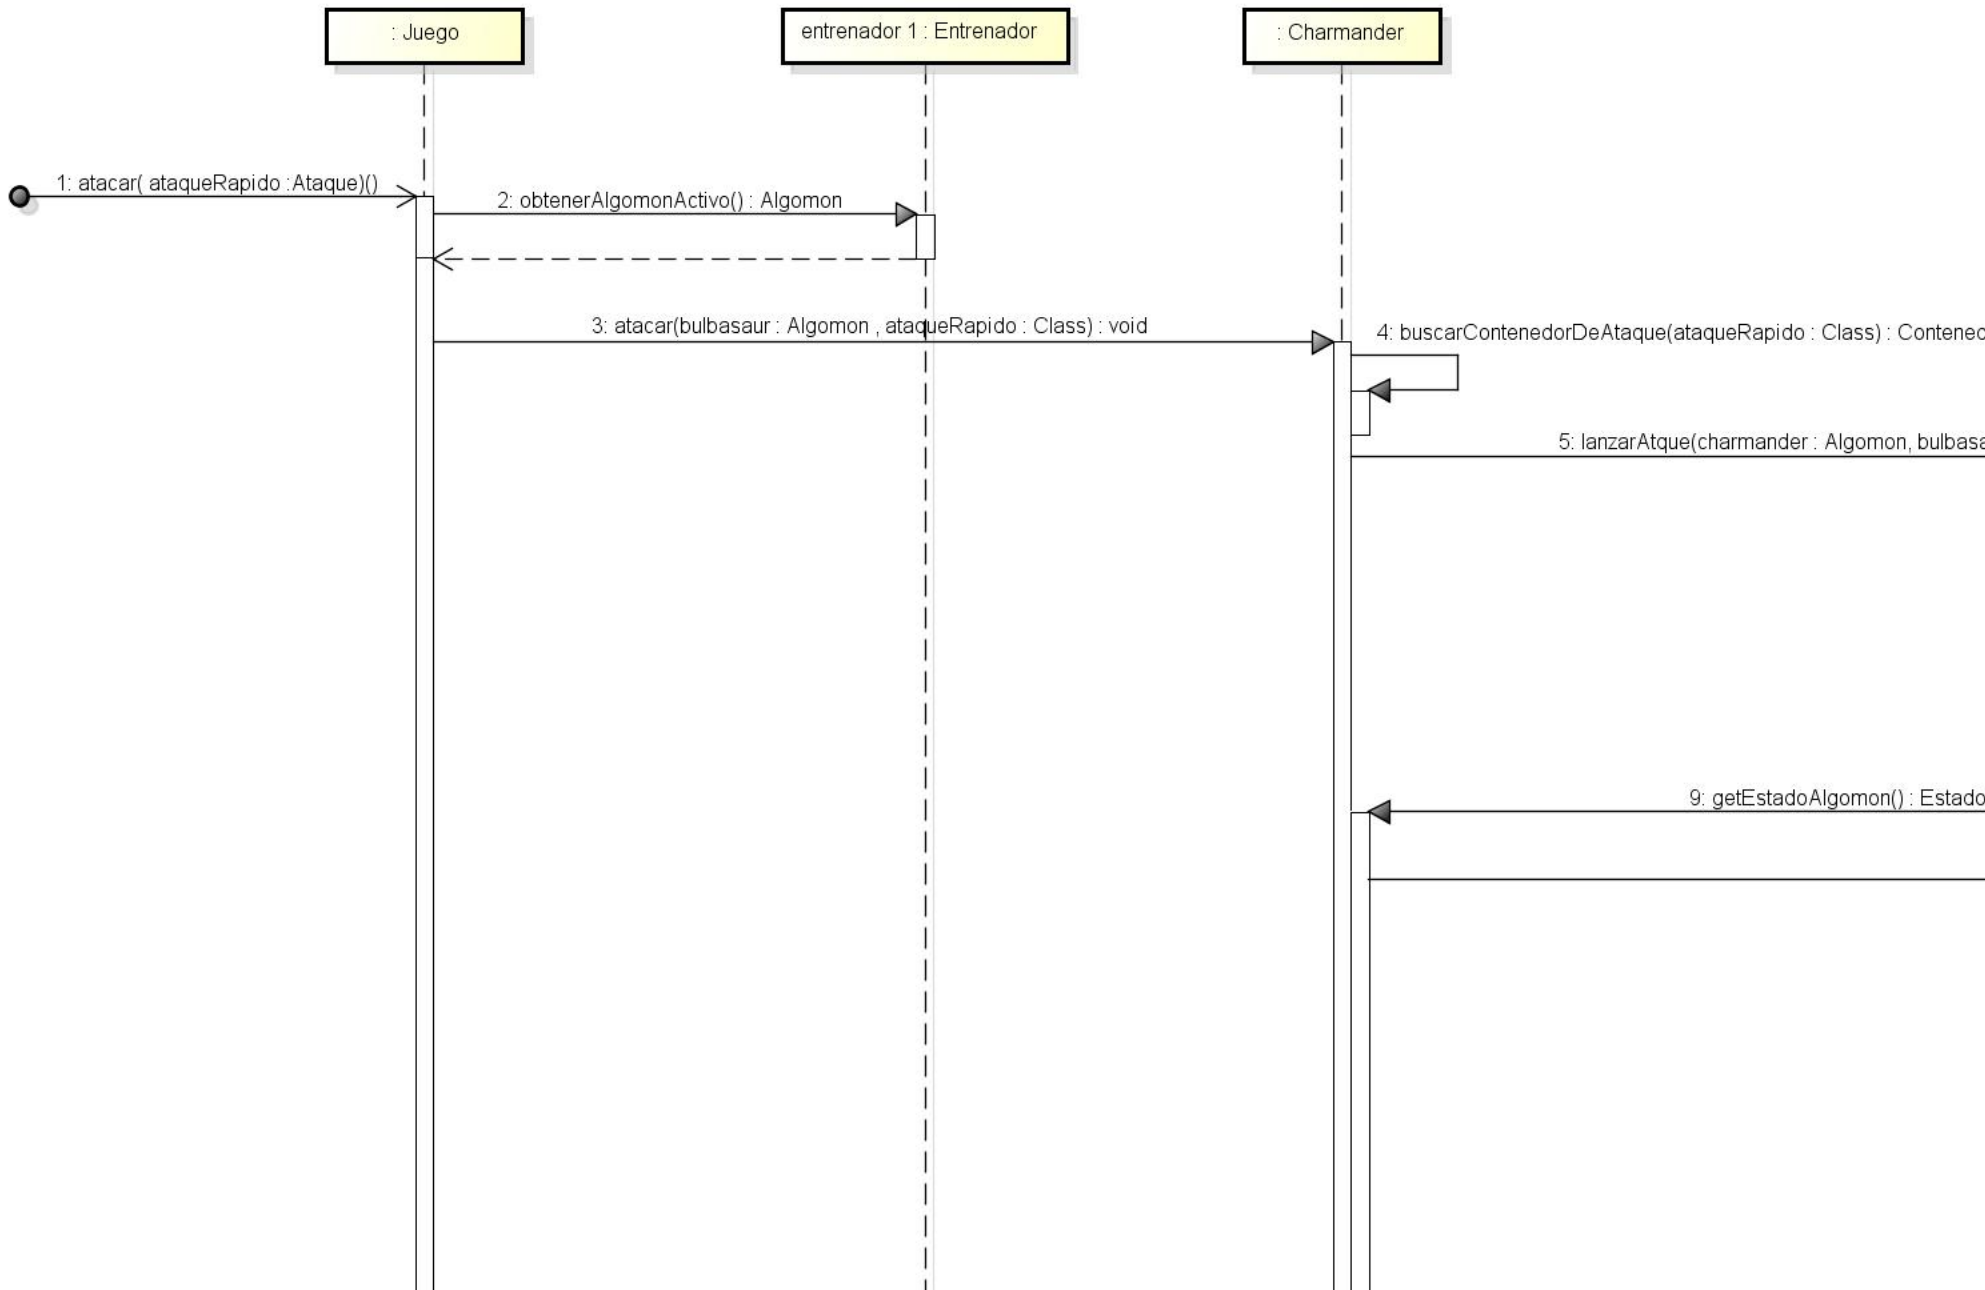 : Juego
entrenador 1 : Entrenador
: Charmander
1: atacar( ataqueRapido :Ataque)()
2: obtenerAlgomonActivo() : Algomon
3: atacar(bulbasaur : Algomon , ataqueRapido : Class) : void
4: buscarContenedorDeAtaque(ataqueRapido : Class) : Contened
5: lanzarAtque(charmander : Algomon, bulbasa
9: getEstadoAlgomon() : Estado